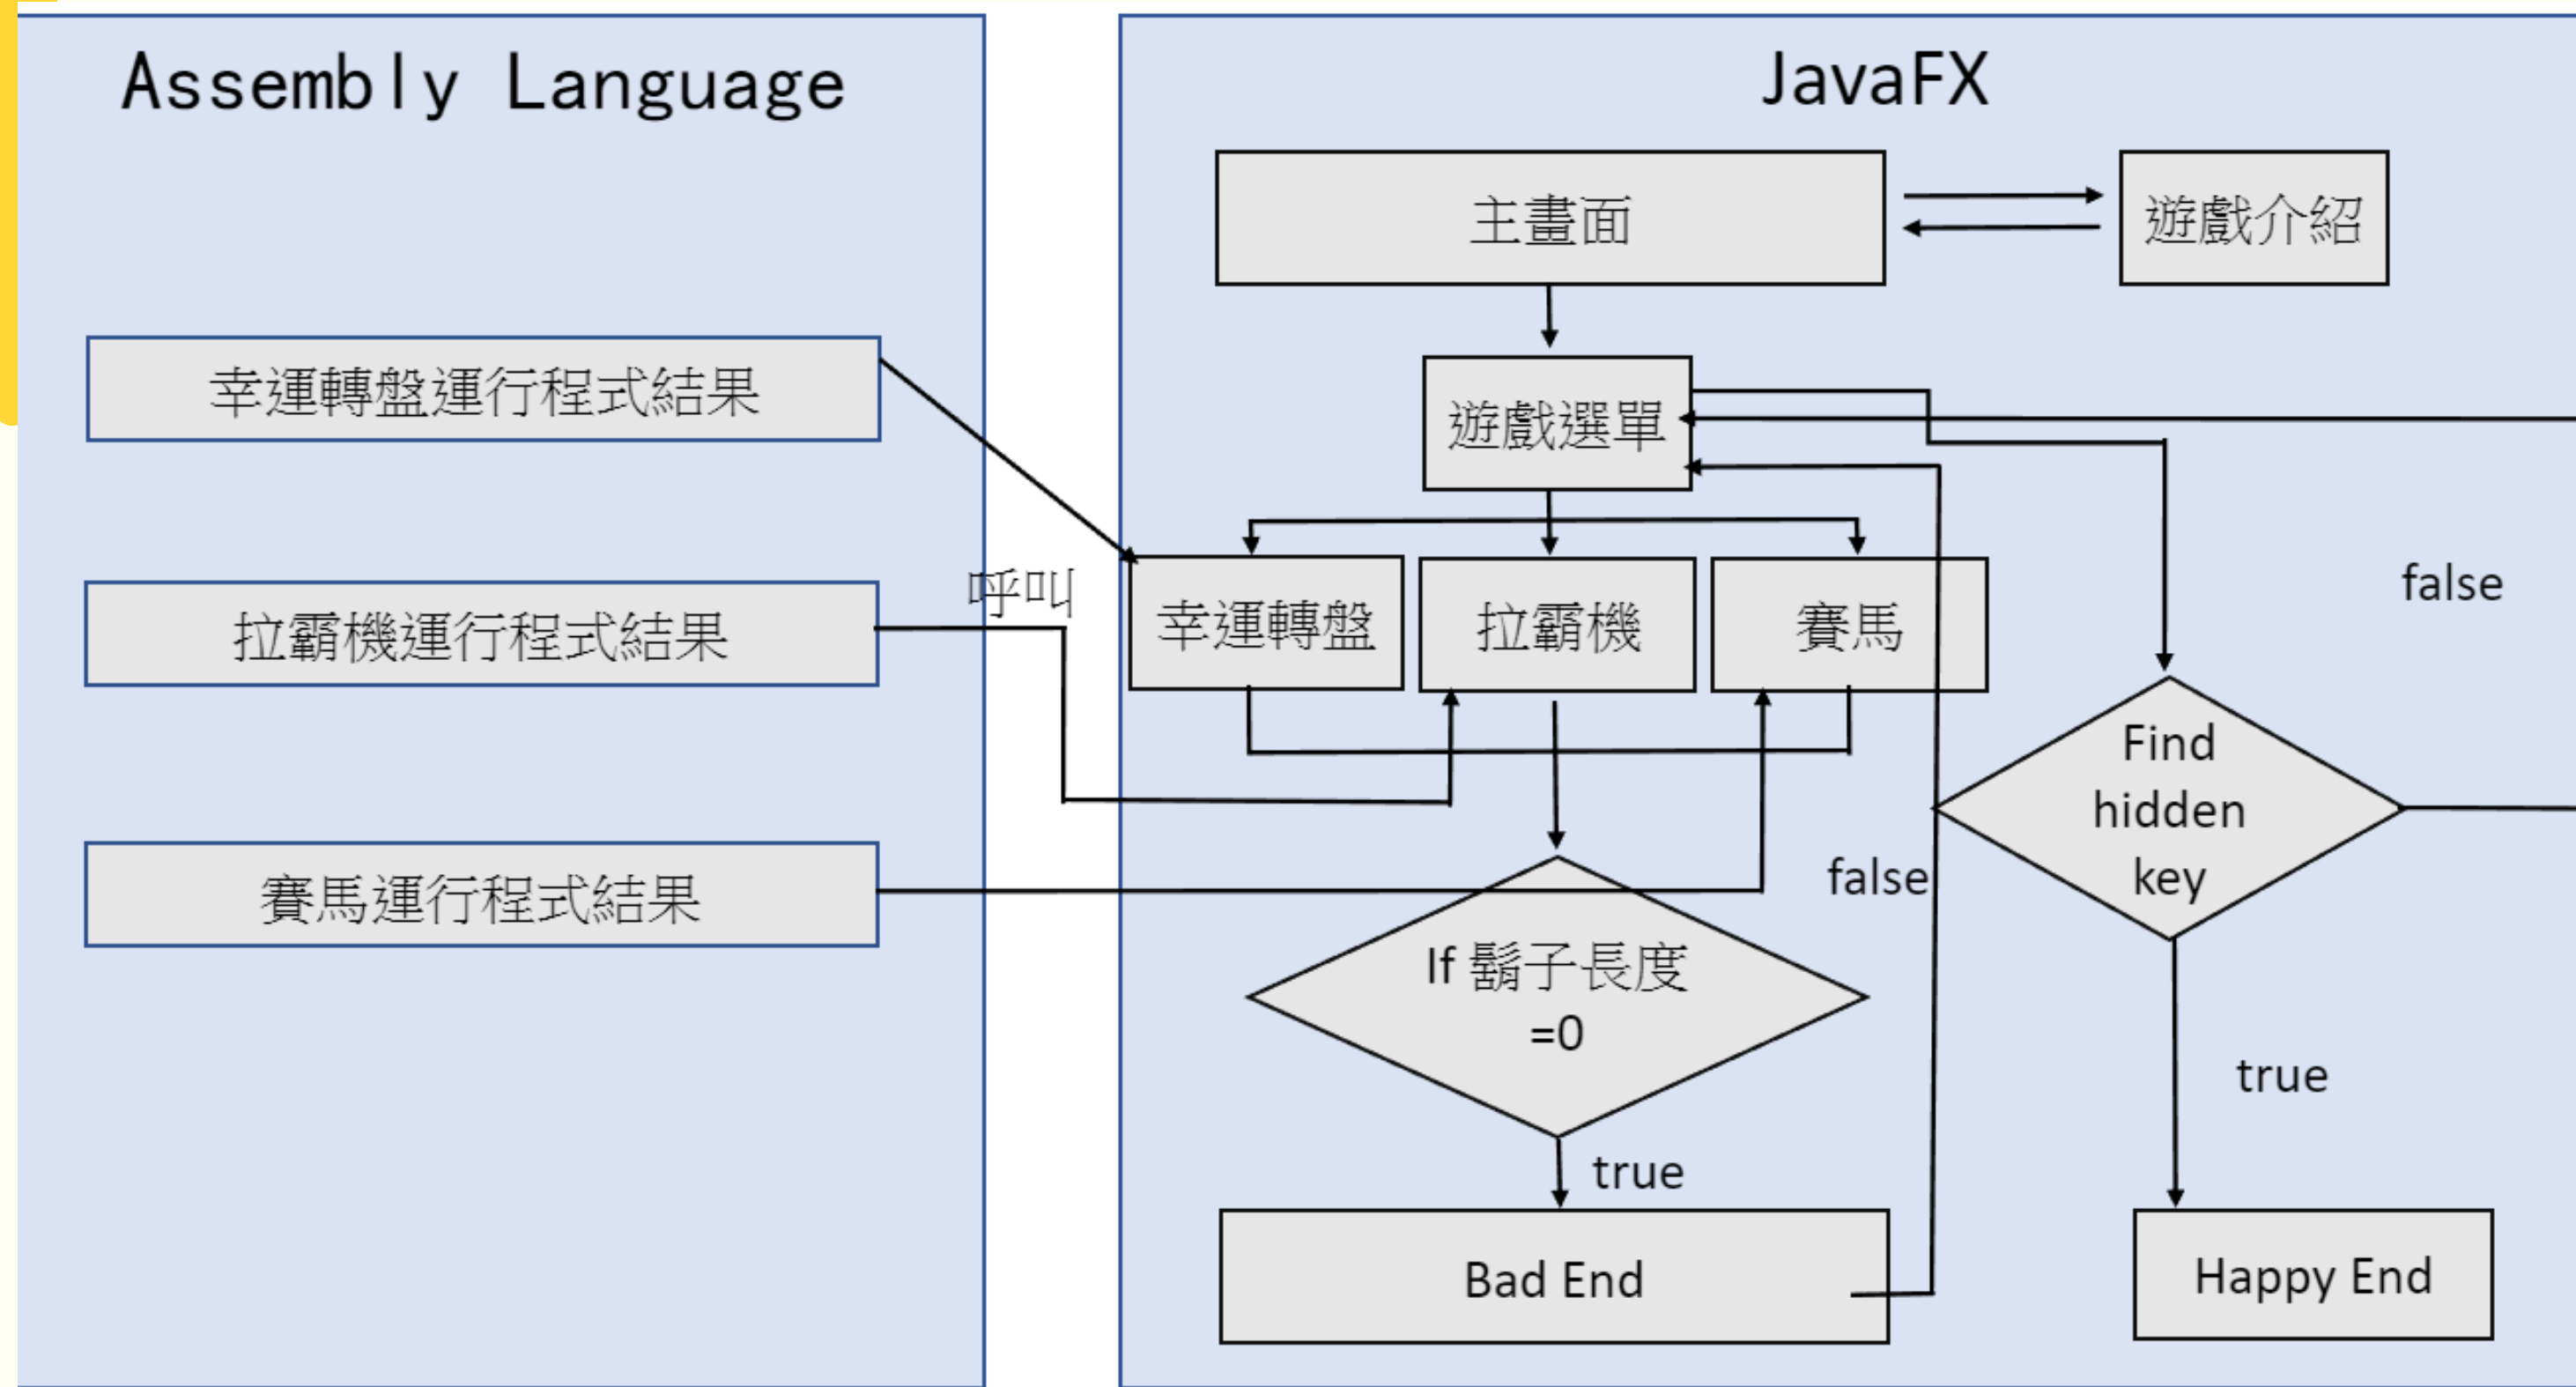 Assembly Language
幸運轉盤運行程式結果
拉霸機運行程式結果
賽馬運行程式結果
呼叫
JavaFX
主畫面
遊戲介紹
遊戲選單
幸運轉盤
拉霸機
賽馬
false
Find
hidden
key
false
If 鬍子長度
=0
true
true
Bad End
Happy End